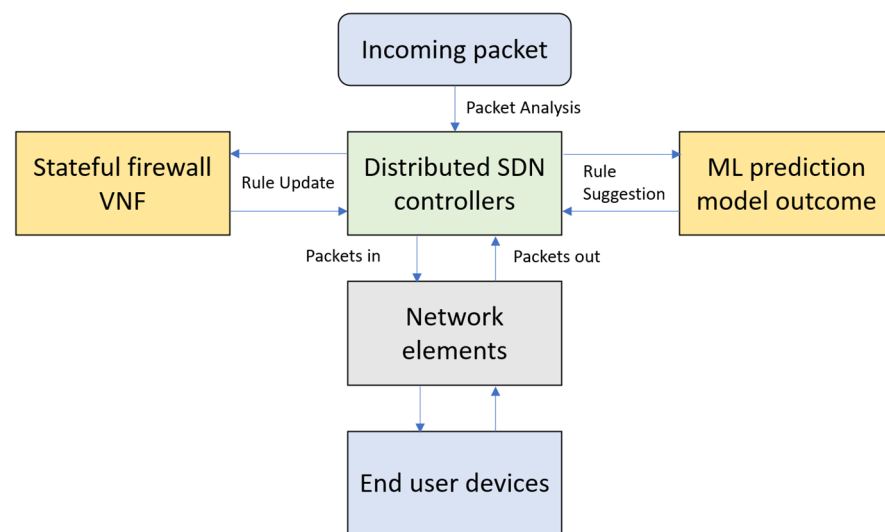 Incoming packet
Packet Analysis
Stateful firewall
VNF
Rule Update
Distributed SDN
controllers
Rule
Suggestion
ML prediction
model outcome
Packets in
Packets out
Network
elements
End user devices